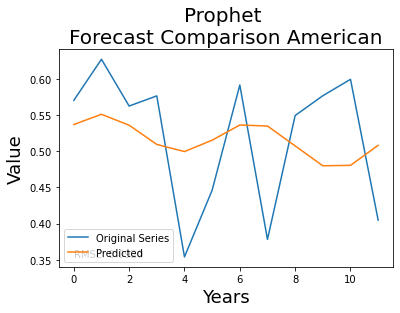 Prophet
Forecast Comparison American
Value
0.60
0.55
0.50
0.45
0.40
0.35
Original Series
Predicted
0 2 4 6 8 10
Years